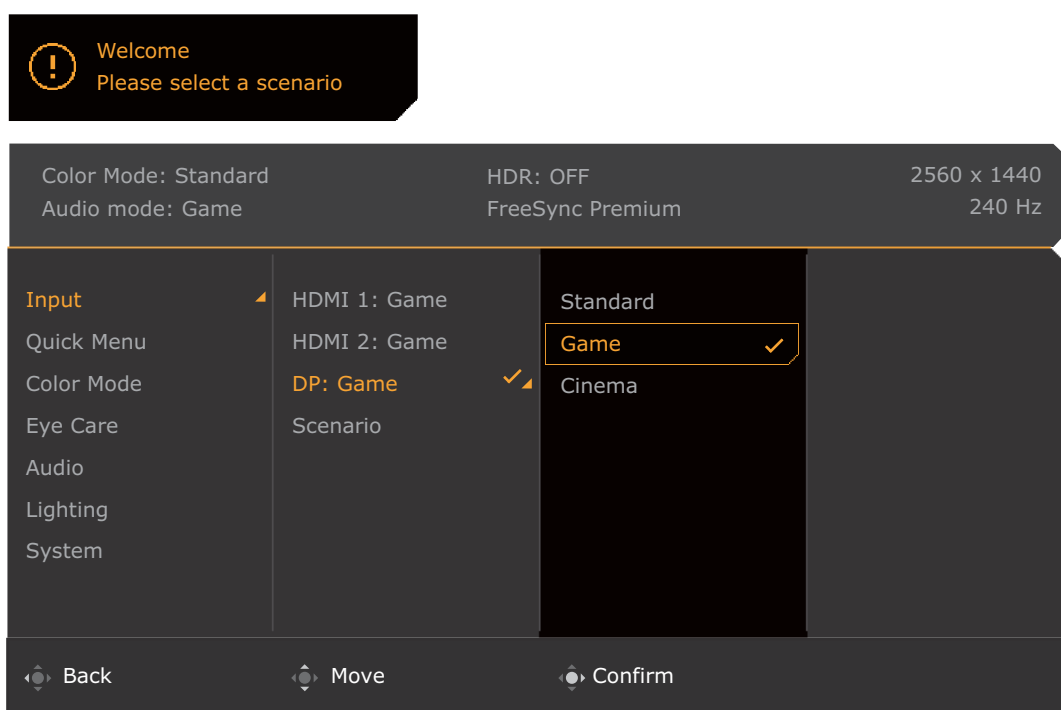 Welcome
Please select a scenario
Color Mode: Standard
HDR: OFF
2560 x 1440
Audio mode: Game
FreeSync Premium
240 Hz
Input
Quick Menu
Color Mode
Eye Care
Audio
Lighting
System
HDMI 1: Game
HDMI 2: Game
DP: Game
Scenario
Standard
Game
Cinema
Back
Move
Confirm